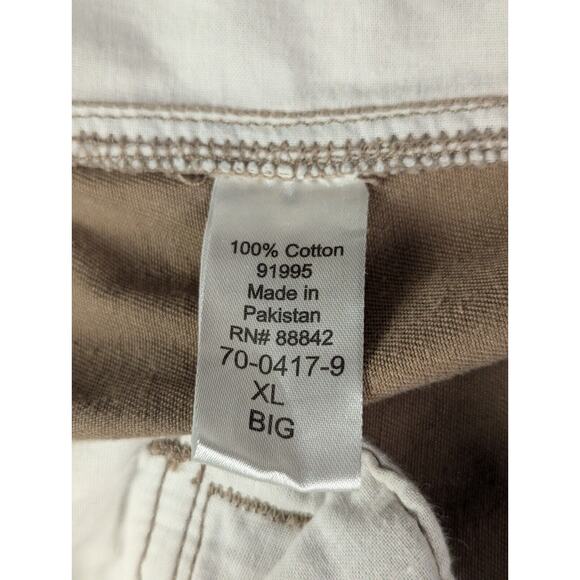 100% Cotton
91995
Made in
Pakistan
RN# 88842
70-0417-9
XL
BIG